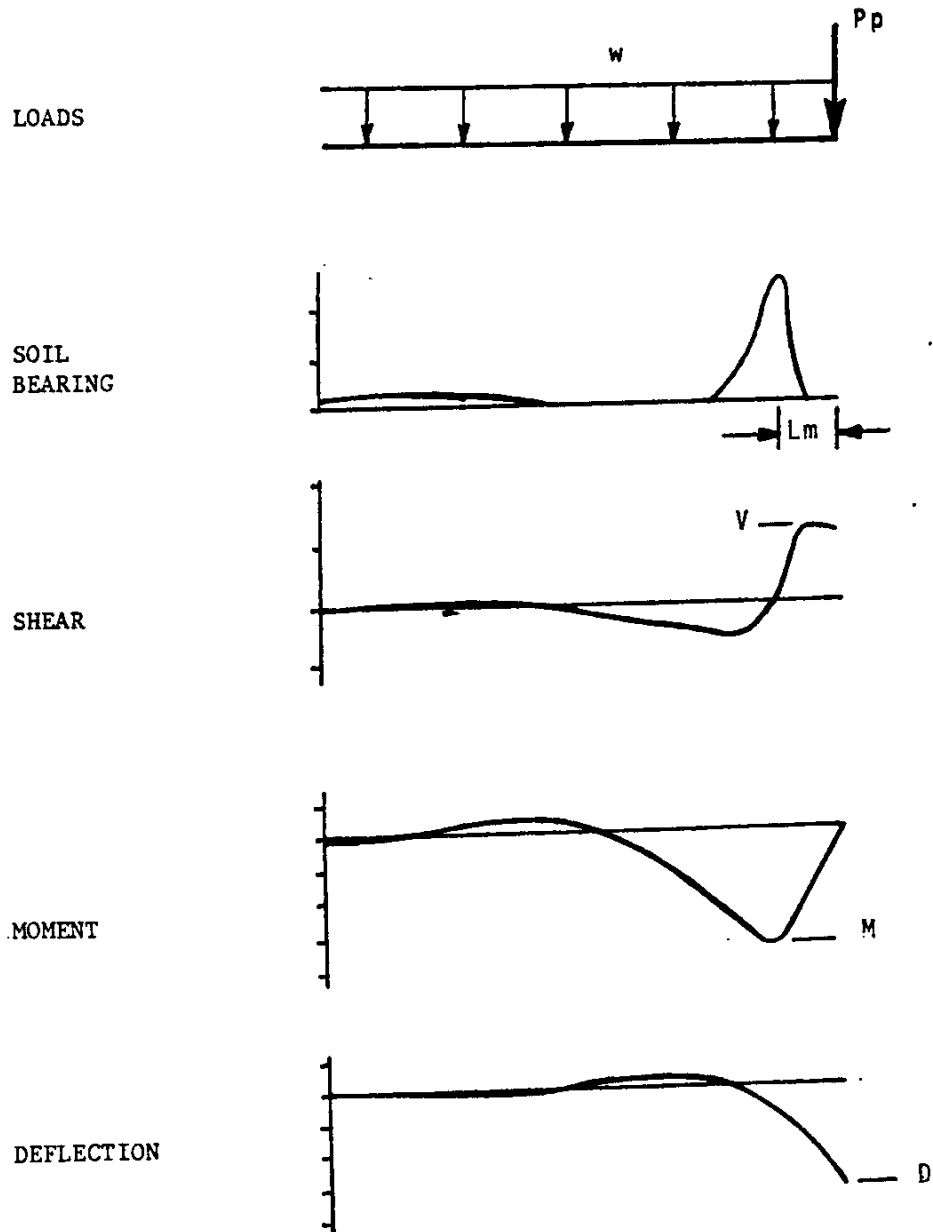 Pp
w
LOADS
SOIL
BEARING
Lm
V
SHEAR
MOMENT
M
DEFLECTION
D